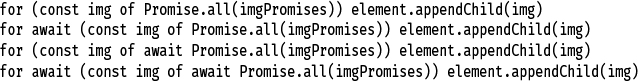 for (const img of Promise.all(imgPromises)) element.appendChild(img)
for await (const img of Promise.all(imgPromises)) element.appendChild(img)
for (const img of await Promise.all(imgPromises)) element.appendChild(img)
for await (const img of await Promise.all(imgPromises)) element.appendChild(img)